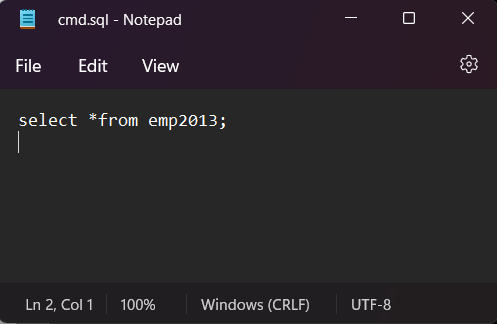 cmd.sql - Notepad
File Edit View
select *from emp2013;
Ln 2, Col 1 100% Windows (CRLF) UTF-8